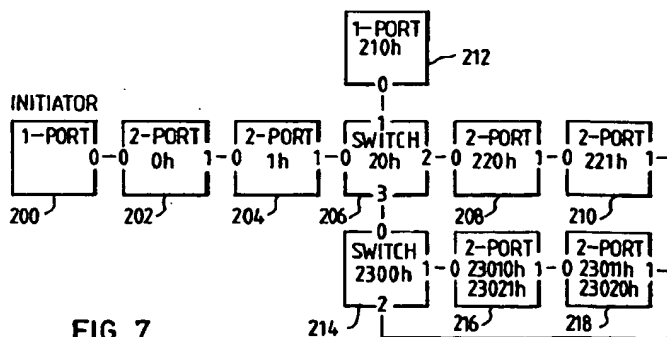 1-PORT
210h
212
0
INITIATOR
1-PORT 0
0 2-PORT 1
0h
0 2-PORT 1
1h
1
0 SWITCH 2
20h
3
0 2-PORT 1
220h
0 2-PORT 1
221h
200
202
204
206
208
210
0
SWITCH 1
2300h
2
0 2-PORT 1
23010h
23021h
0 2-PORT 1
23011h
23020h
214
216
218
FIG 7